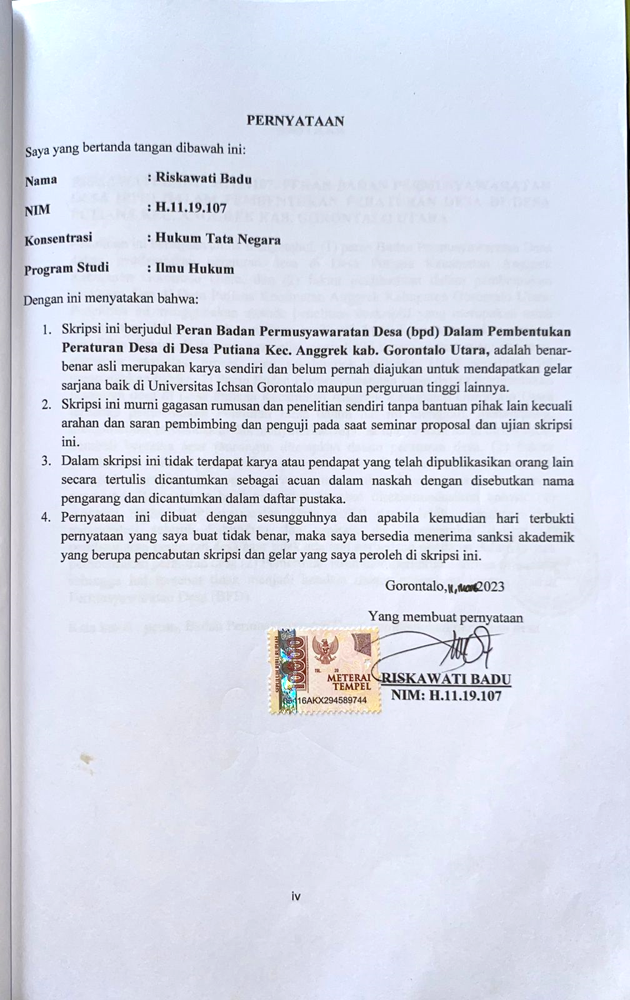 PERNYATAAN
Saya yang bertanda tangan dibawah ini:
Nama : Riskawati Badu
NIM : H.11.19.107
Konsentrasi : Hukum Tata Negara
Program Studi : Ilmu Hukum
Dengan ini menyatakan bahwa:
1. Skripsi ini berjudul Peran Badan Permusyawaratan Desa (bpd) Dalam Pembentukan
Peraturan Desa di Desa Putiana Kec. Anggrek kab. Gorontalo Utara, adalah benar-
benar asli merupakan karya sendiri dan belum pernah diajukan untuk mendapatkan gelar
sarjana baik di Universitas Ichsan Gorontalo maupun perguruan tinggi lainnya.
2. Skripsi ini murni gagasan rumusan dan penelitian sendiri tanpa bantuan pihak lain kecuali
arahan dan saran pembimbing dan penguji pada saat seminar proposal dan ujian skripsi
ini.
3. Dalam skripsi ini tidak terdapat karya atau pendapat yang telah dipublikasikan orang lain
secara tertulis dicantumkan sebagai acuan dalam naskah dengan disebutkan nama
pengarang dan dicantumkan dalam daftar pustaka.
4. Pernyataan ini dibuat dengan sesungguhnya dan apabila kemudian hari terbukti
pernyataan yang saya buat tidak benar, maka saya bersedia menerima sanksi akademik
yang berupa pencabutan skripsi dan gelar yang saya peroleh di skripsi ini.
Gorontalo, 2023
Yang membuat pernyataan
SEPULUH RIBU RUPIAH
10000
TGL. 20
METERAI
TEMPEL
16AKX294589744
RISKAWATI BADU
NIM: H.11.19.107
iv